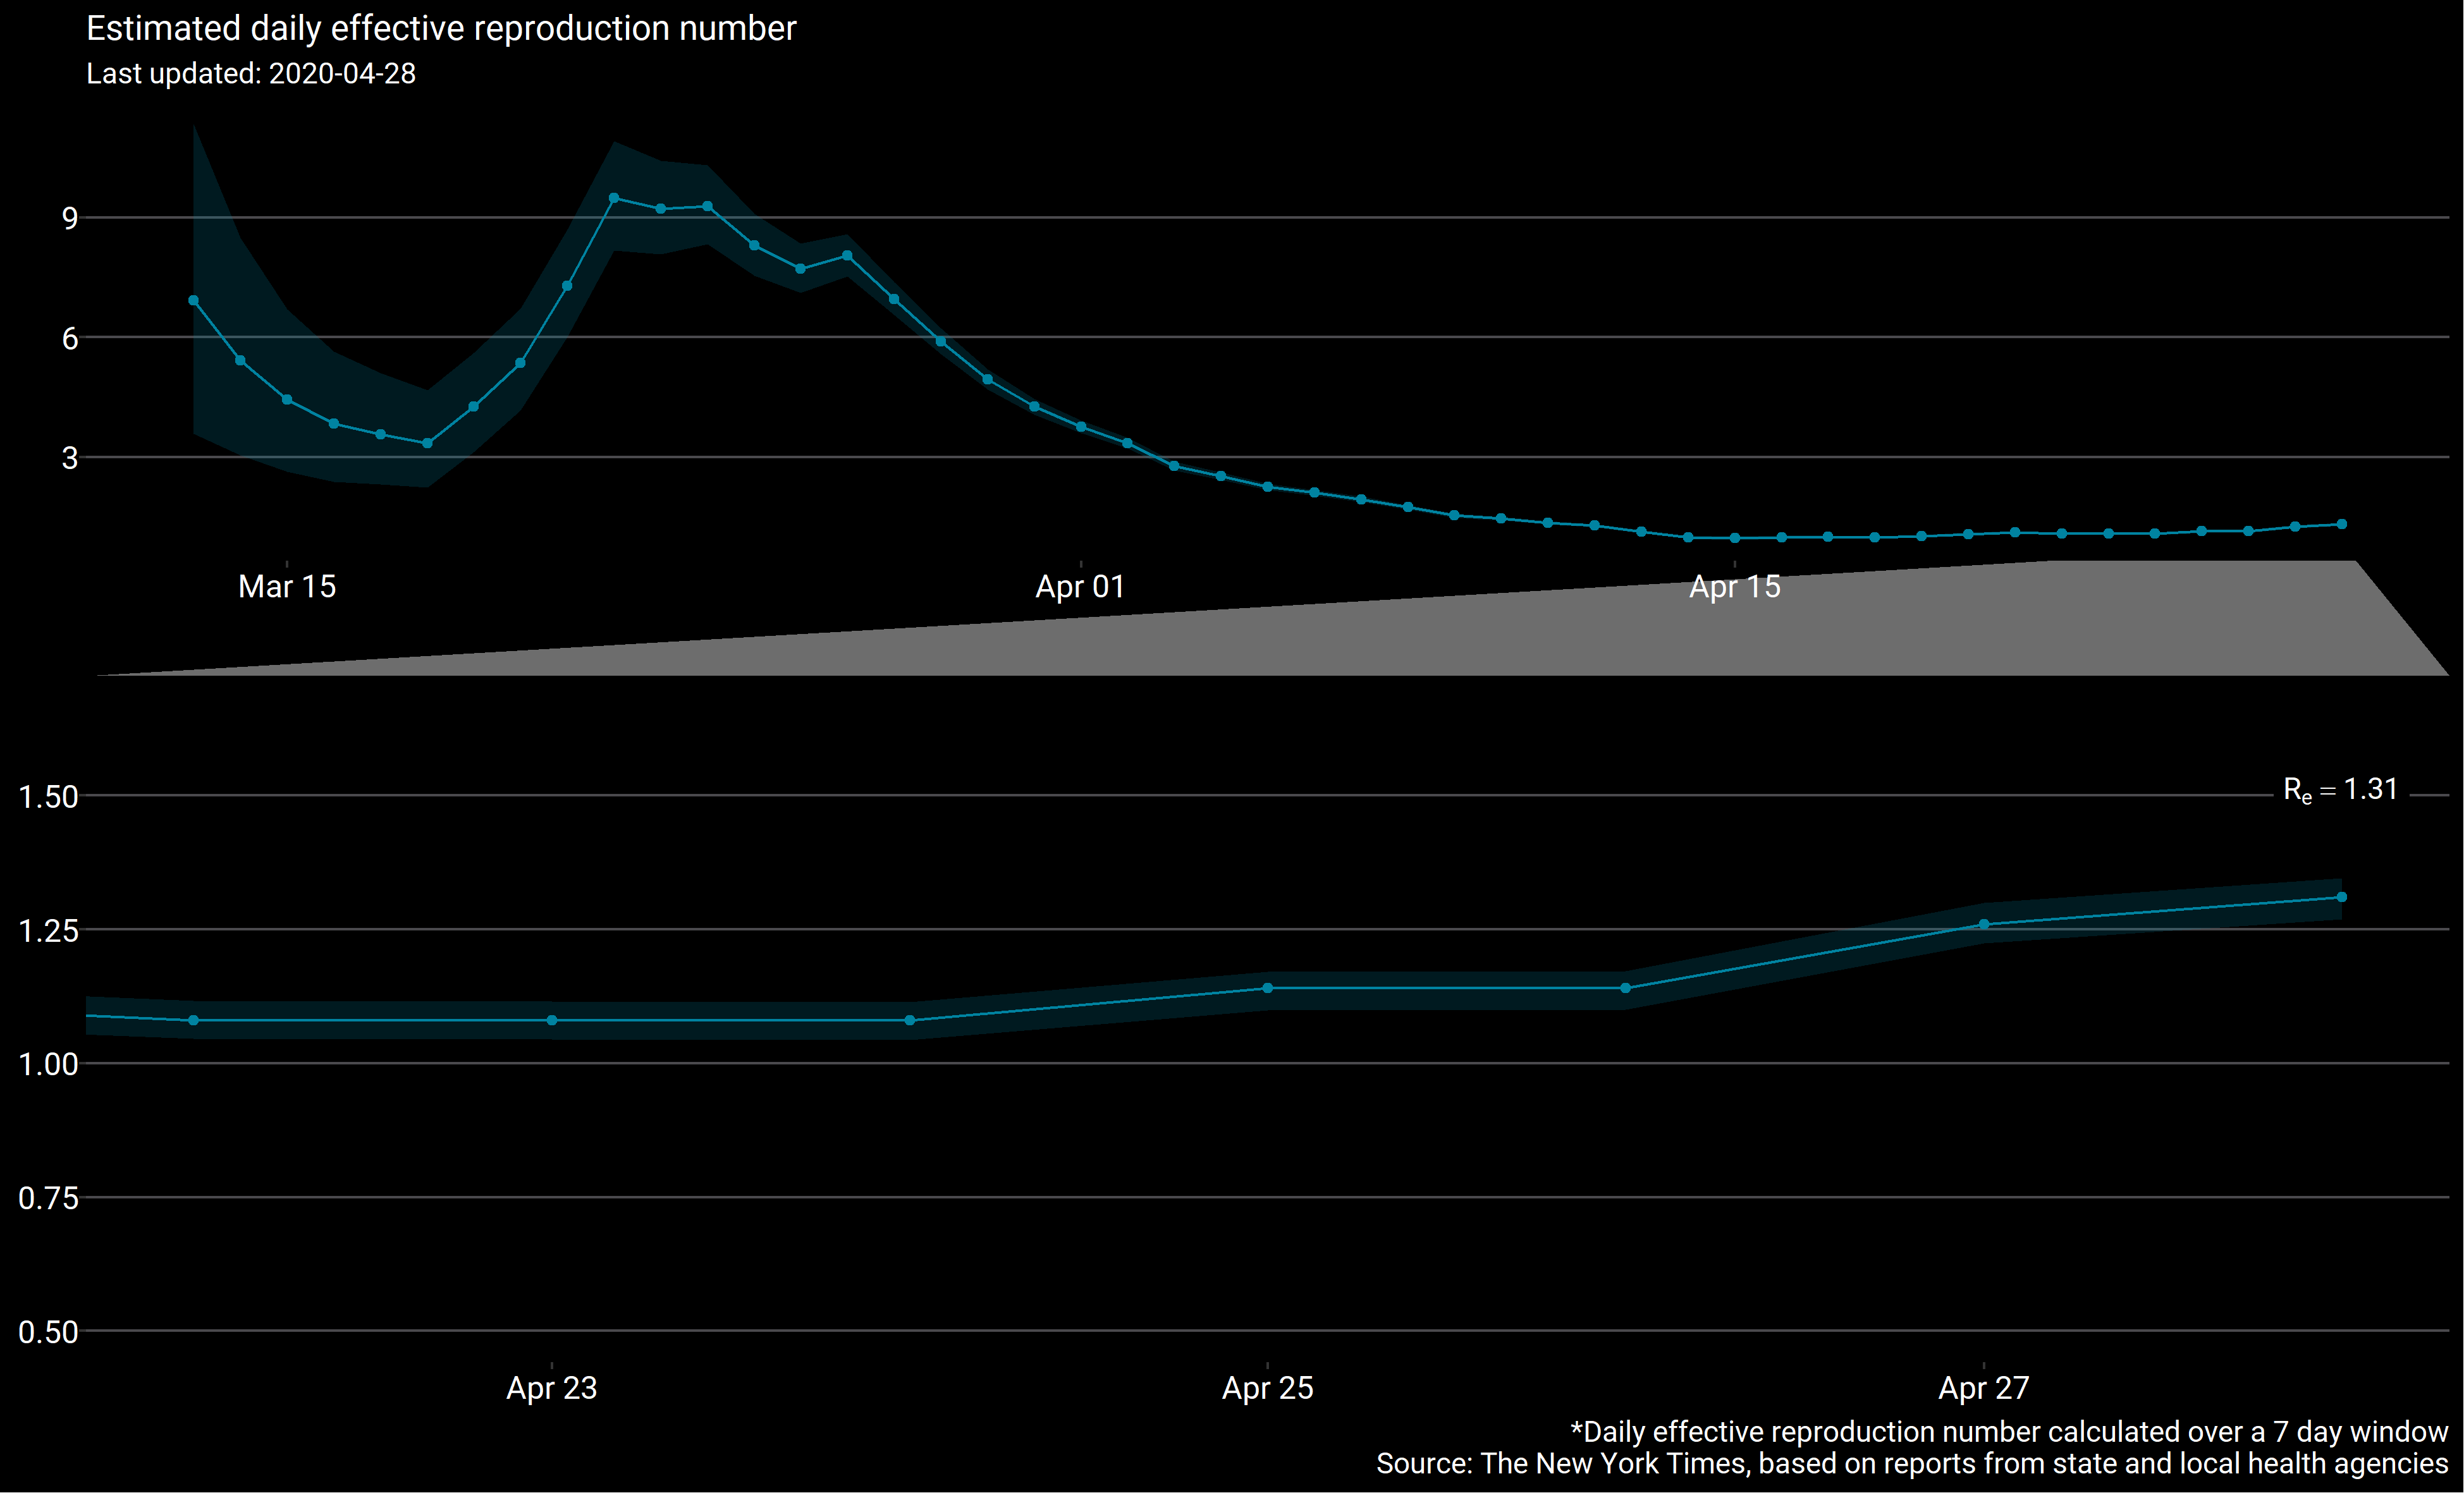 Estimated daily effective reproduction number
Last updated: 2020-04-28
9
6
3
Mar 15 Apr 01 Apr 15
1.50
Re = 1.31
1.25
1.00
0.75
0.50
Apr 23 Apr 25 Apr 27
*Daily effective reproduction number calculated over a 7 day window
Source: The New York Times, based on reports from state and local health agencies